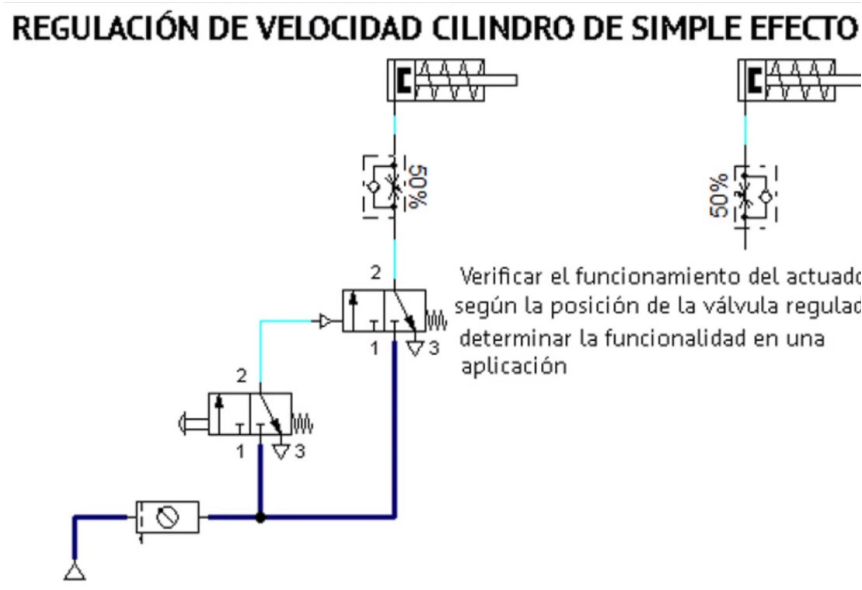 REGULACIÓN DE VELOCIDAD CILINDRO DE SIMPLE EFECTO
50%
50%
2
Verificar el funcionamiento del actuado
según la posición de la válvula regulad
1
3
determinar la funcionalidad en una
aplicación
2
1
3